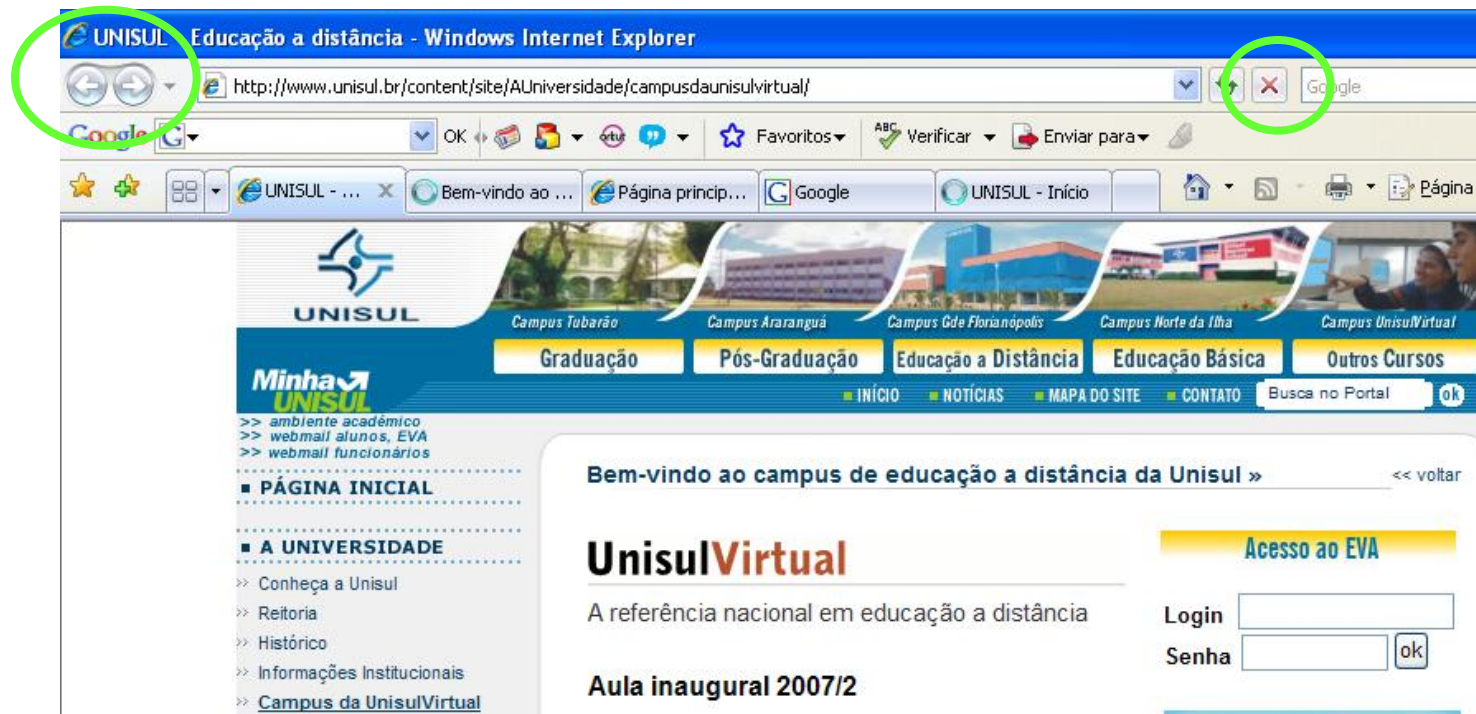 UNISUL - Educação a distância - Windows Internet Explorer
http://www.unisul.br/content/site/AUniversidade/campusdaunisulvirtual/
Google
Google G OK ortus Favoritos ABC Verificar Enviar para
UNISUL - ... X Bem-vindo ao ... Página princip... G Google UNISUL - Início Página
UNISUL
Campus Tubarão Campus Araranguá Campus Gde Florianópolis Campus Norte da Ilha Campus UnisulVirtual
Graduação Pós-Graduação Educação a Distância Educação Básica Outros Cursos
Minha UNISUL
INÍCIO NOTÍCIAS MAPA DO SITE CONTATO Busca no Portal ok
>> ambiente acadêmico
>> webmail alunos, EVA
>> webmail funcionários
Bem-vindo ao campus de educação a distância da Unisul » << voltar
PÁGINA INICIAL
A UNIVERSIDADE
» Conheça a Unisul
» Reitoria
» Histórico
» Informações Institucionais
» Campus da UnisulVirtual
UnisulVirtual
A referência nacional em educação a distância
Aula inaugural 2007/2
Acesso ao EVA
Login
Senha ok